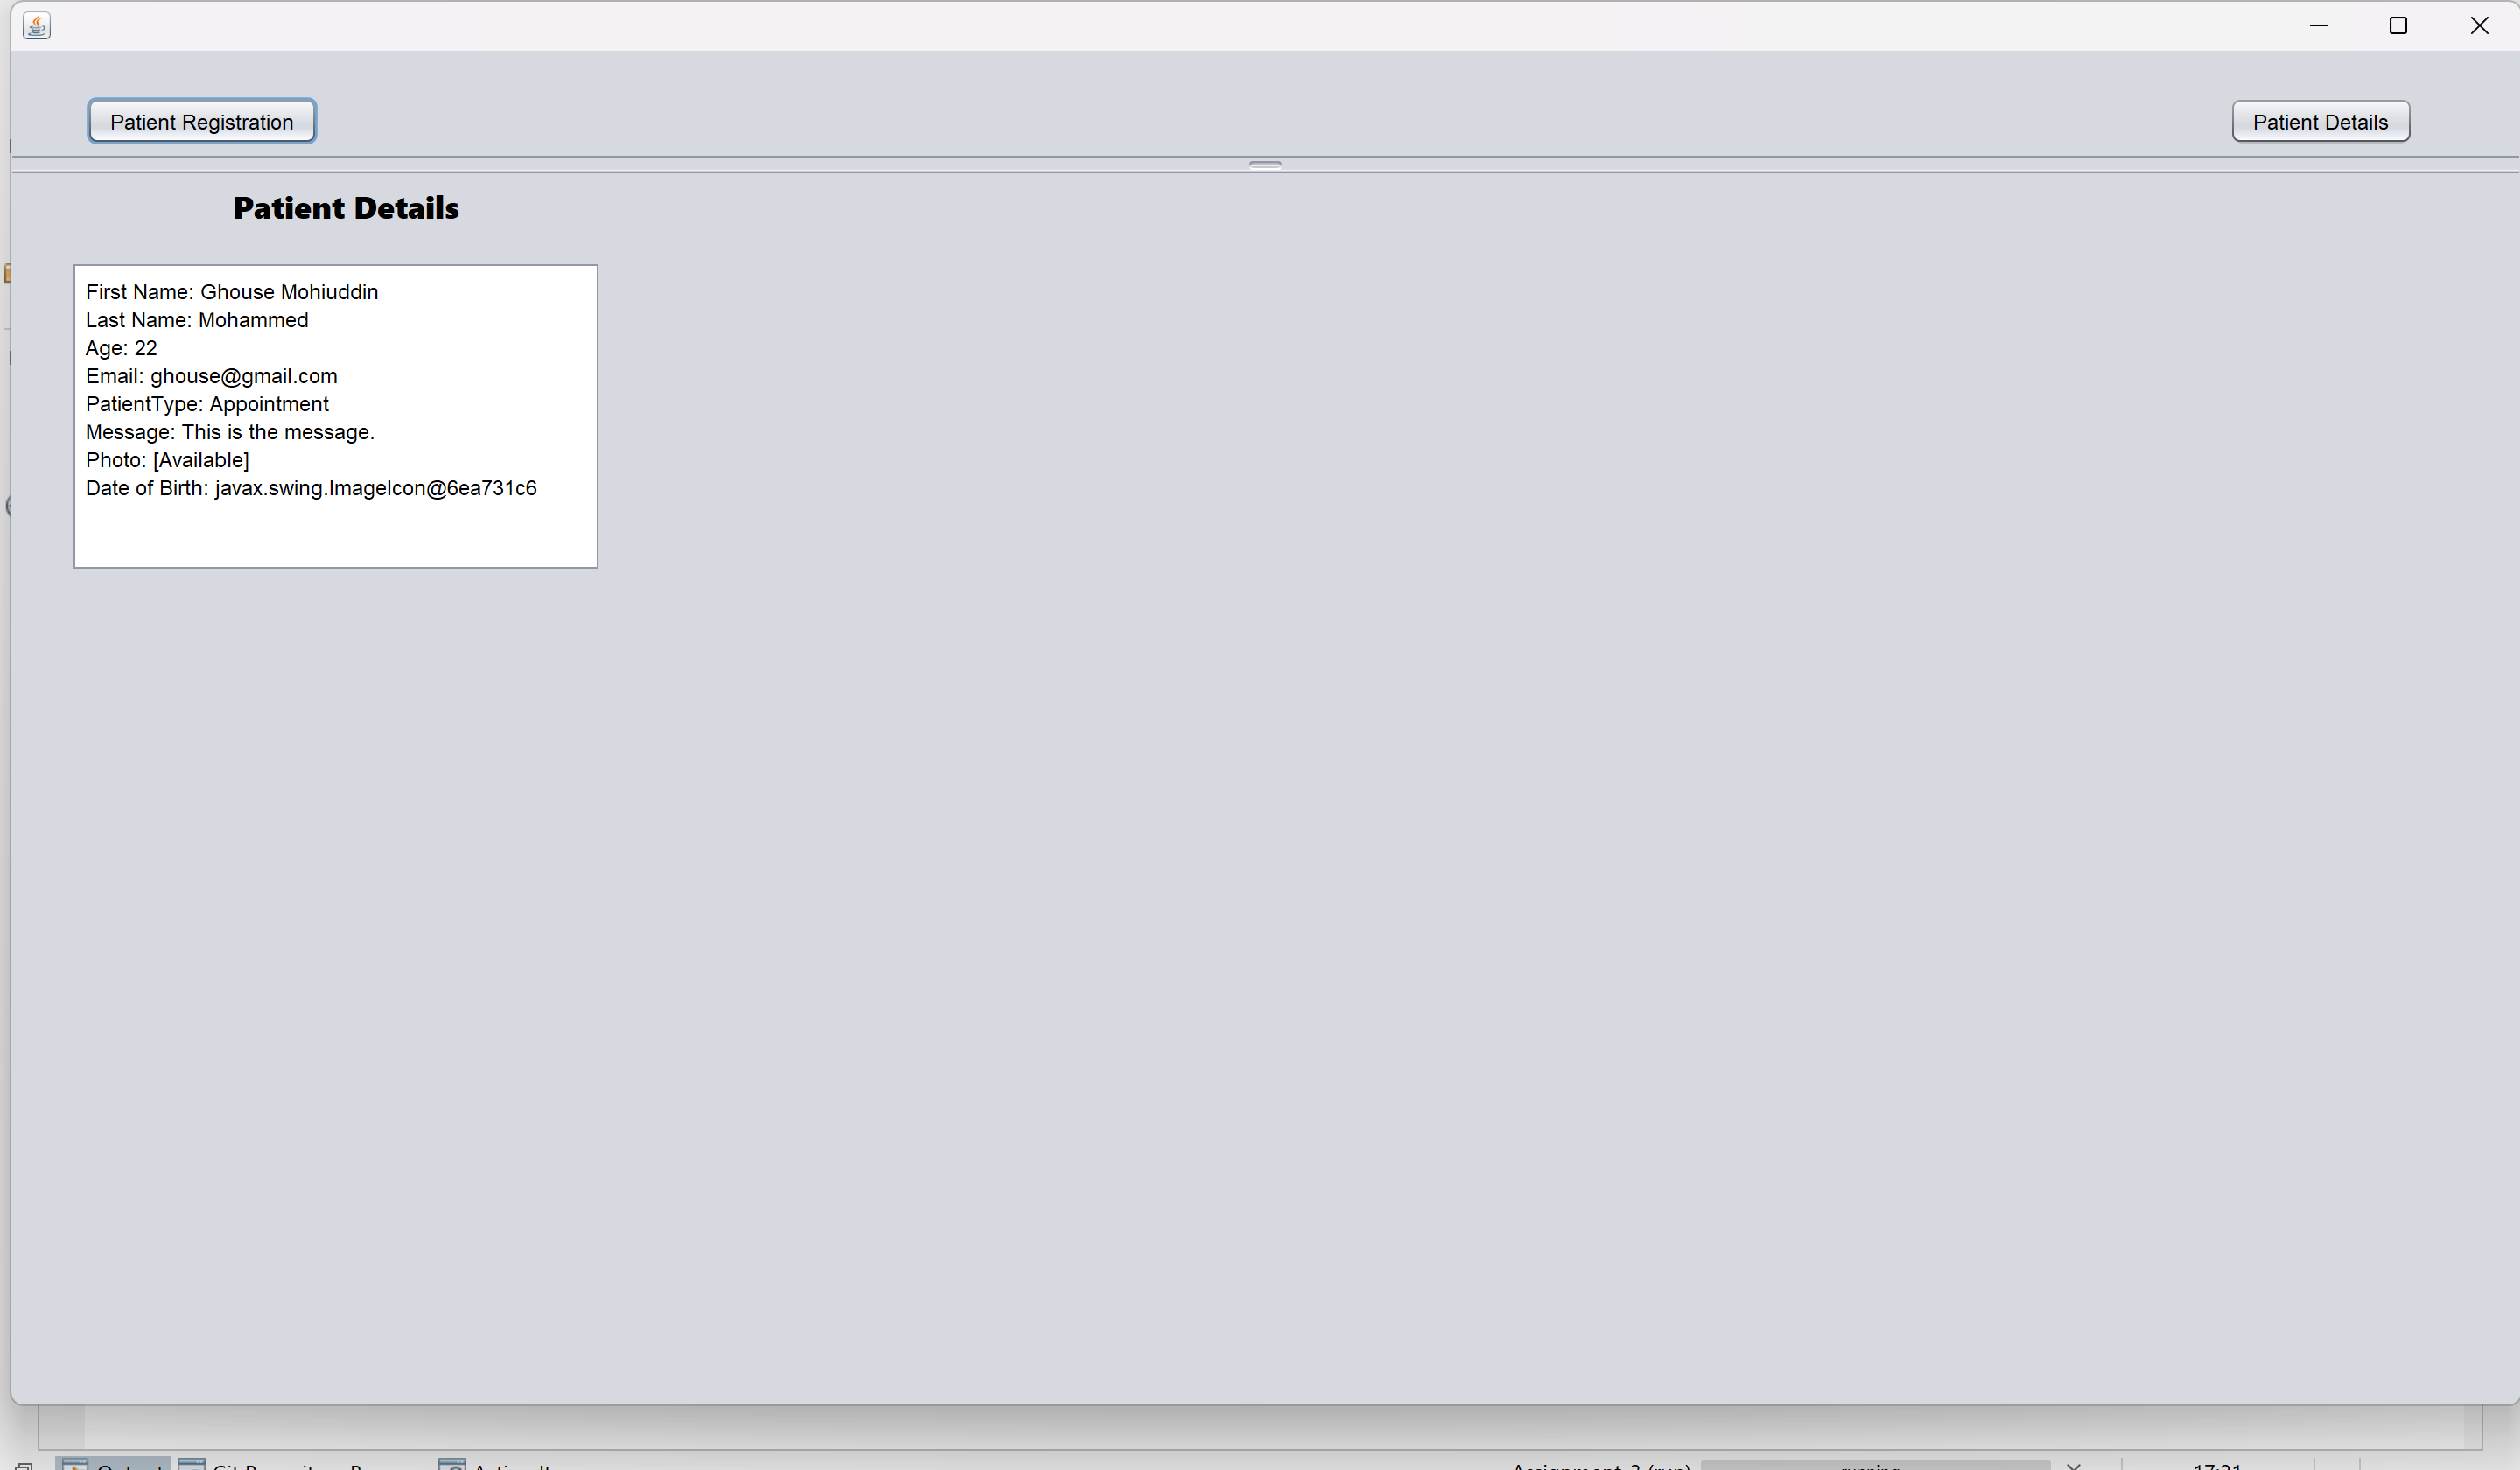 Patient Registration
Patient Details
Patient Details
First Name: Ghouse Mohiuddin
Last Name: Mohammed
Age: 22
Email: ghouse@gmail.com
PatientType: Appointment
Message: This is the message.
Photo: [Available]
Date of Birth: javax.swing.ImageIcon@6ea731c6